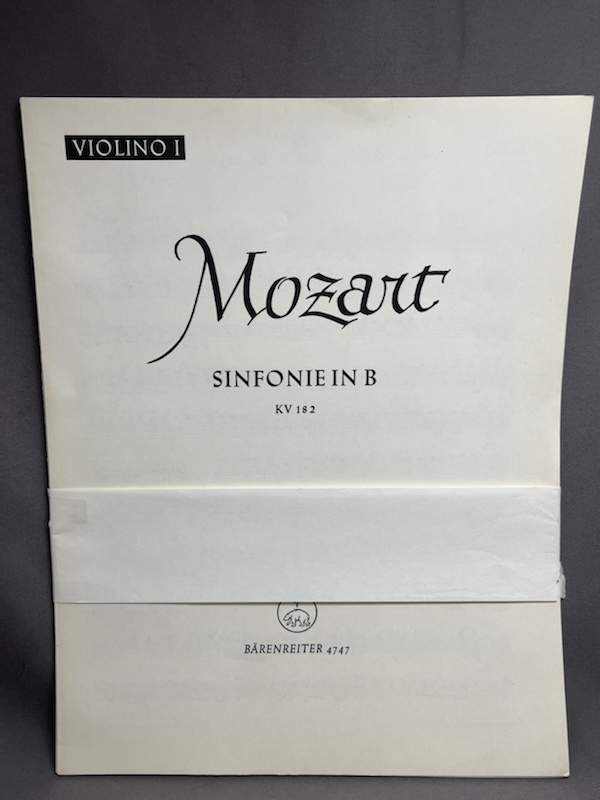 VIOLINO I
Mozart
SINFONIE IN B
KV 182
BÄRENREITER 4747